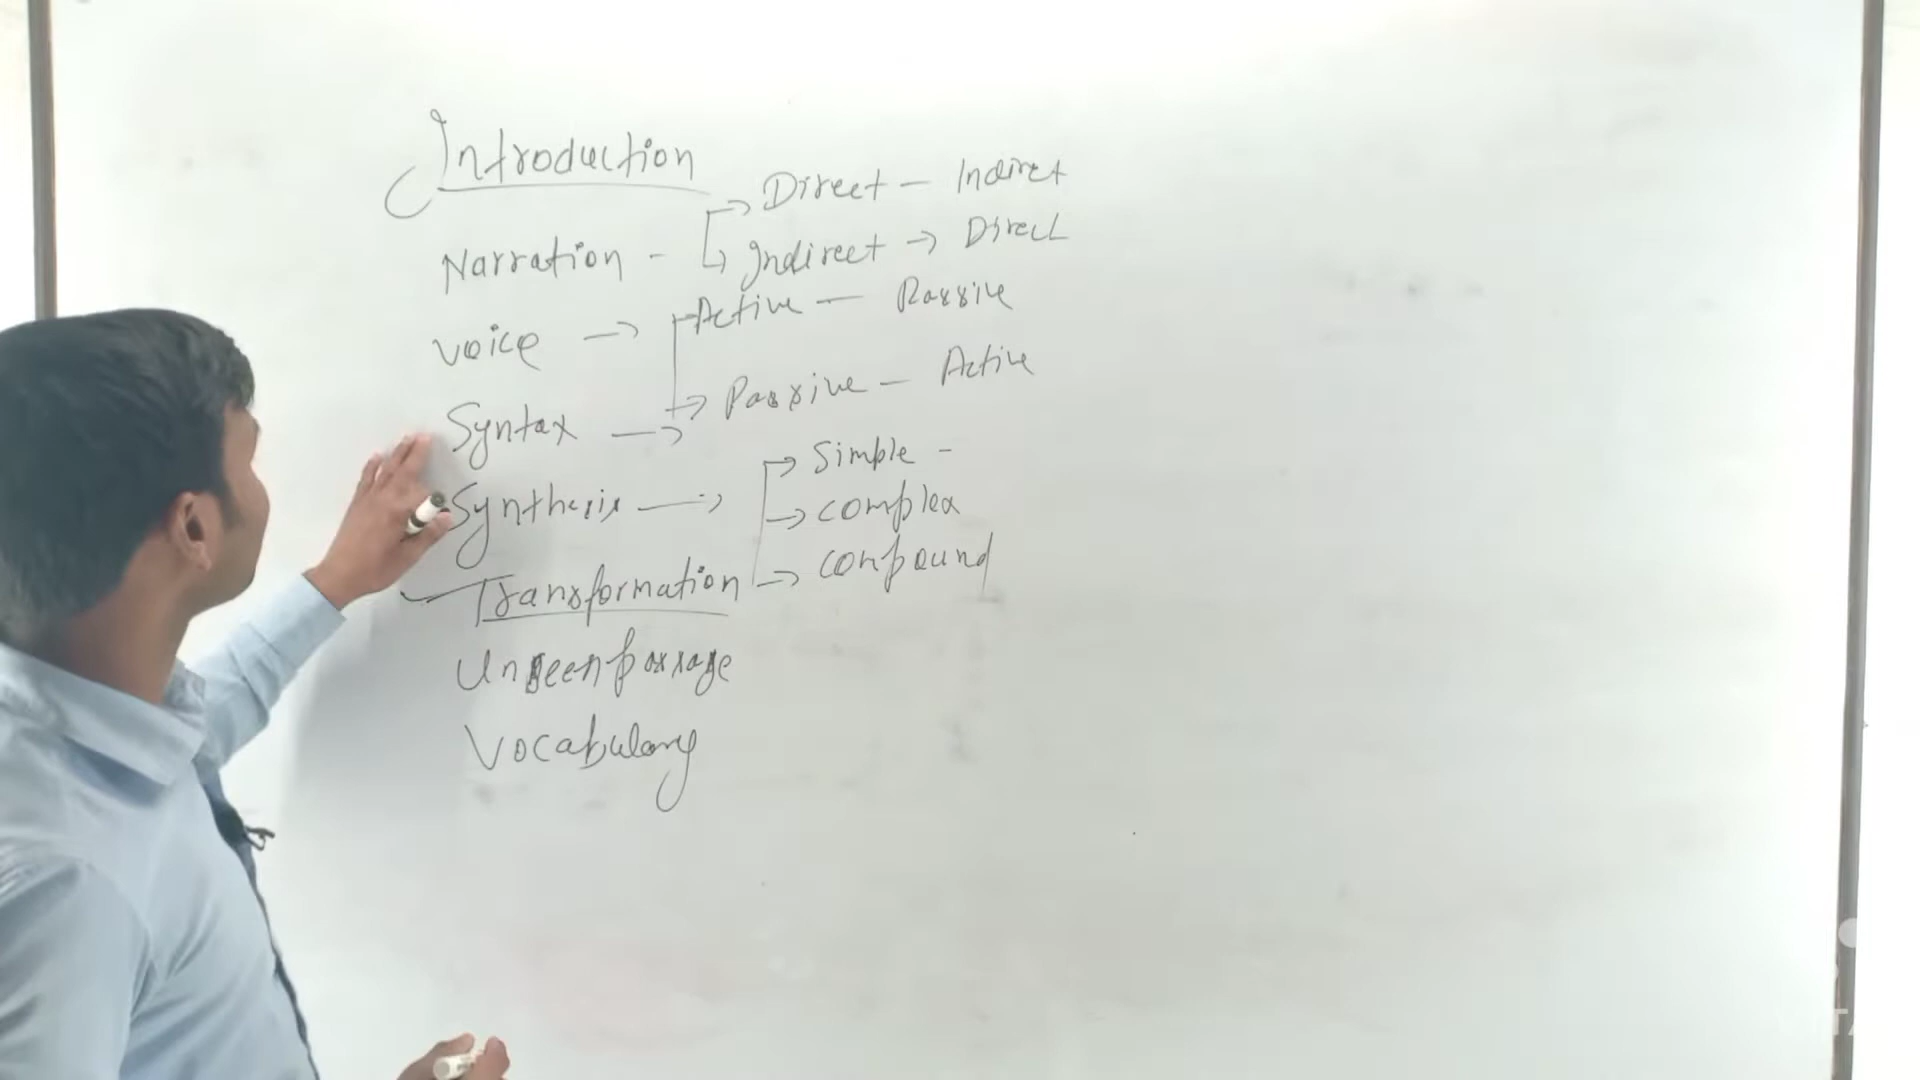 Introduction
Narration - Direct - Indirect
Indirect → Direct
Voice → Active - Passive
Passive - Active
Syntax →
Synthesis → Simple -
→ complex
Transformation → compound
Unseen passage
Vocabulary